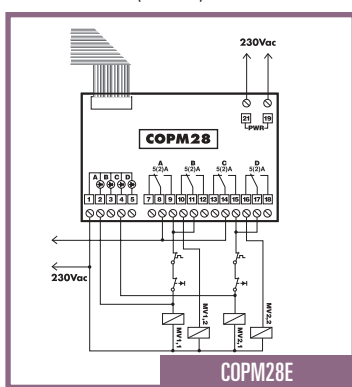 230Vac
21 19
PWR
COPM28
A B C D
5(2)A 5(2)A 5(2)A 5(2)A
A B C D
1 2 3 4 5 7 8 9 10 11 12 13 14 15 16 17 18
230Vac
MV1,1 MV1,2 MV2,1 MV2,2
COPM28E